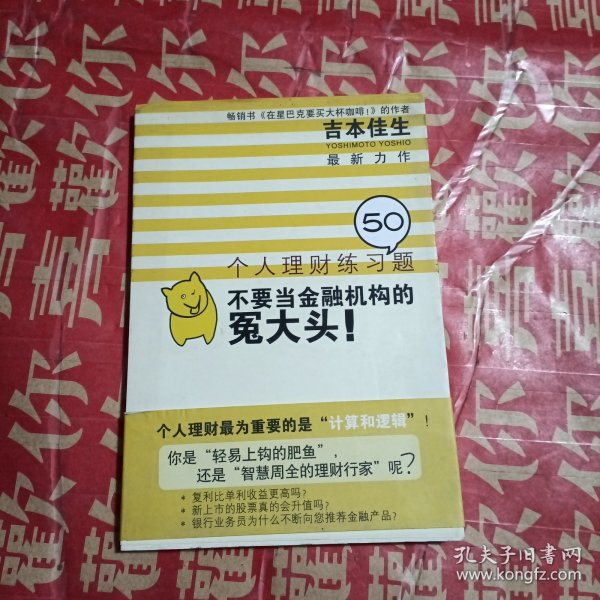 畅销书《在星巴克要买大杯咖啡!》的作者
吉本佳生
YOSHIMOTO YOSHIO
最新力作
50
个人理财练习题
不要当金融机构的
冤大头!
个人理财最为重要的是“计算和逻辑”!
你是“轻易上钩的肥鱼”,
还是“智慧周全的理财行家”呢?
* 复利比单利收益更高吗?
* 新上市的股票真的会升值吗?
* 银行业务员为什么不断向您推荐金融产品?
孔夫子旧书网
www.kongfz.com